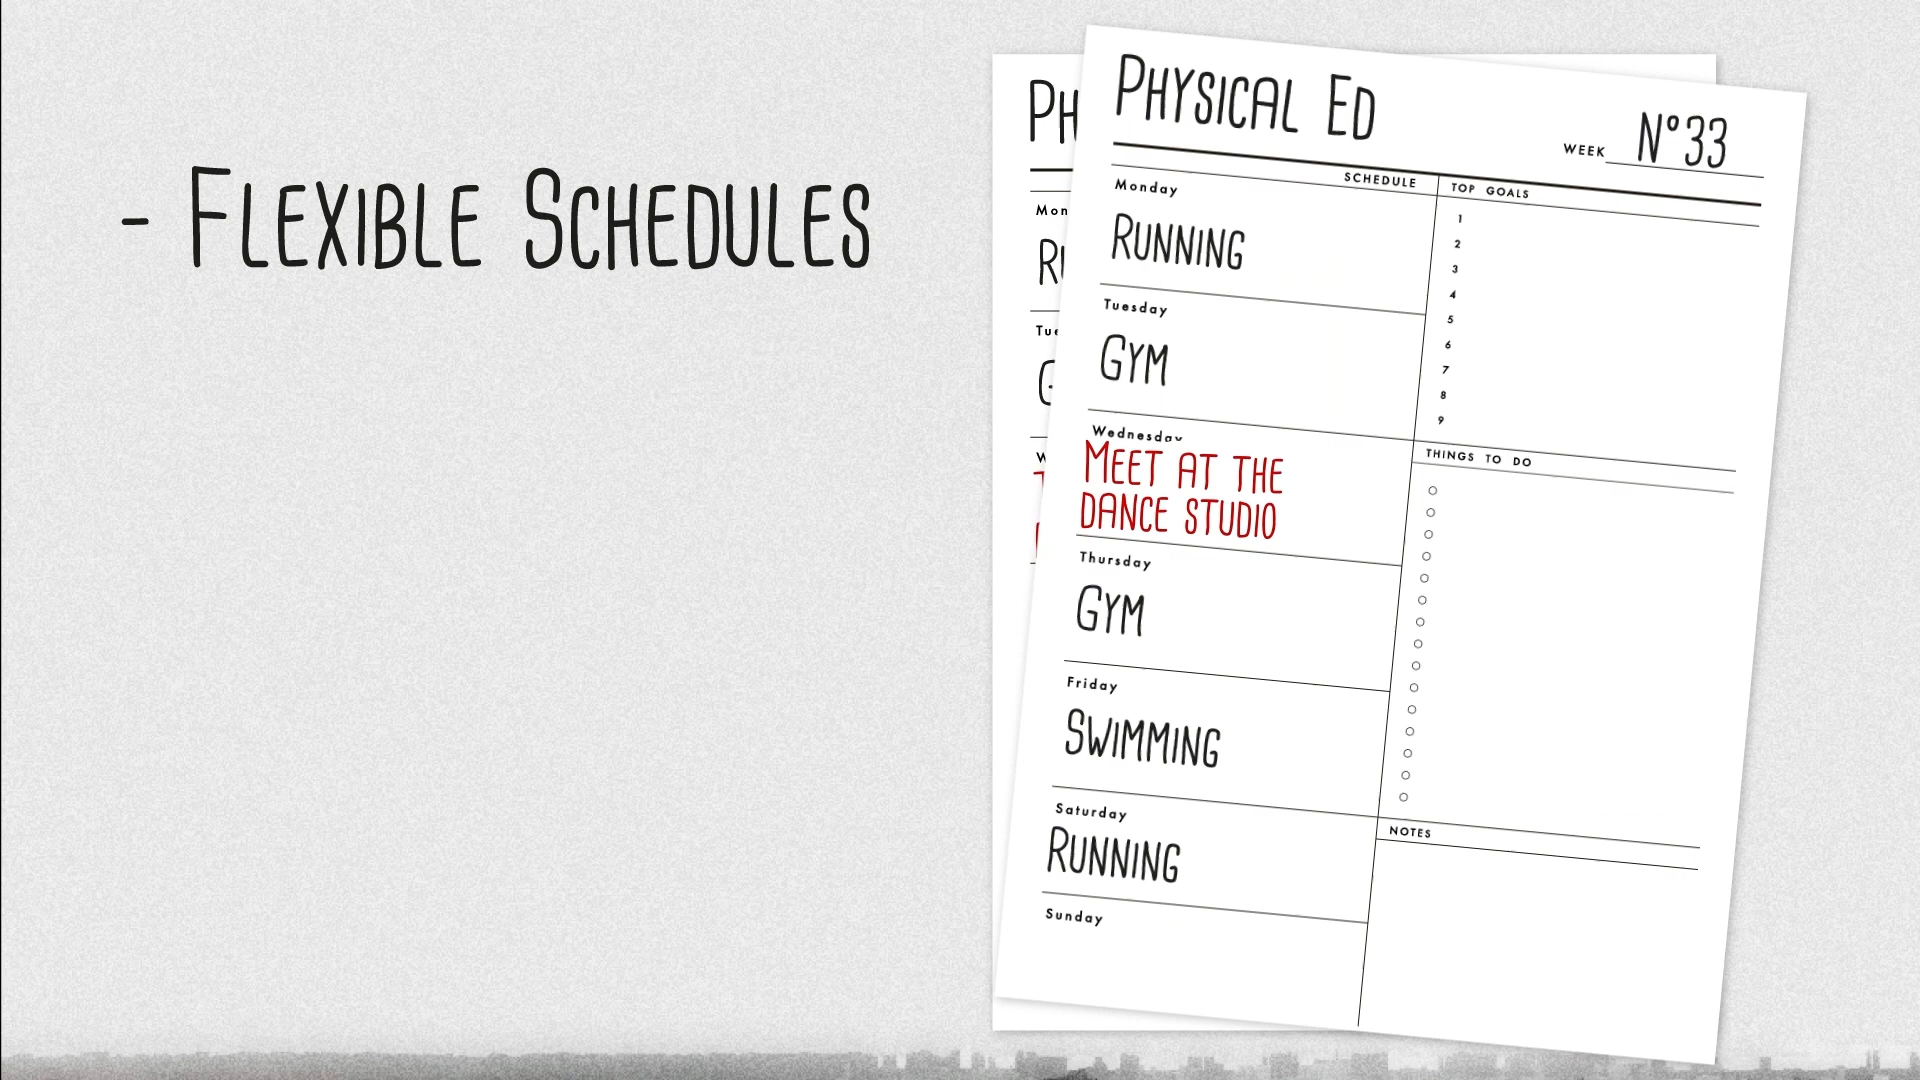 - Flexible Schedules
Physical Ed
WEEK N°33
SCHEDULE
Monday
Running
Tuesday
Gym
Wednesday
Meet at the
dance studio
Thursday
Gym
Friday
Swimming
Saturday
Running
Sunday
TOP GOALS
1
2
3
4
5
6
7
8
9
THINGS TO DO
NOTES